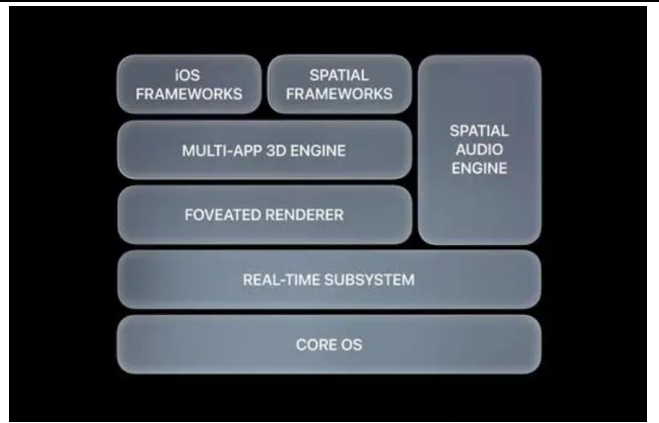 iOS
FRAMEWORKS
SPATIAL
FRAMEWORKS
SPATIAL
AUDIO
ENGINE
MULTI-APP 3D ENGINE
FOVEATED RENDERER
REAL-TIME SUBSYSTEM
CORE OS